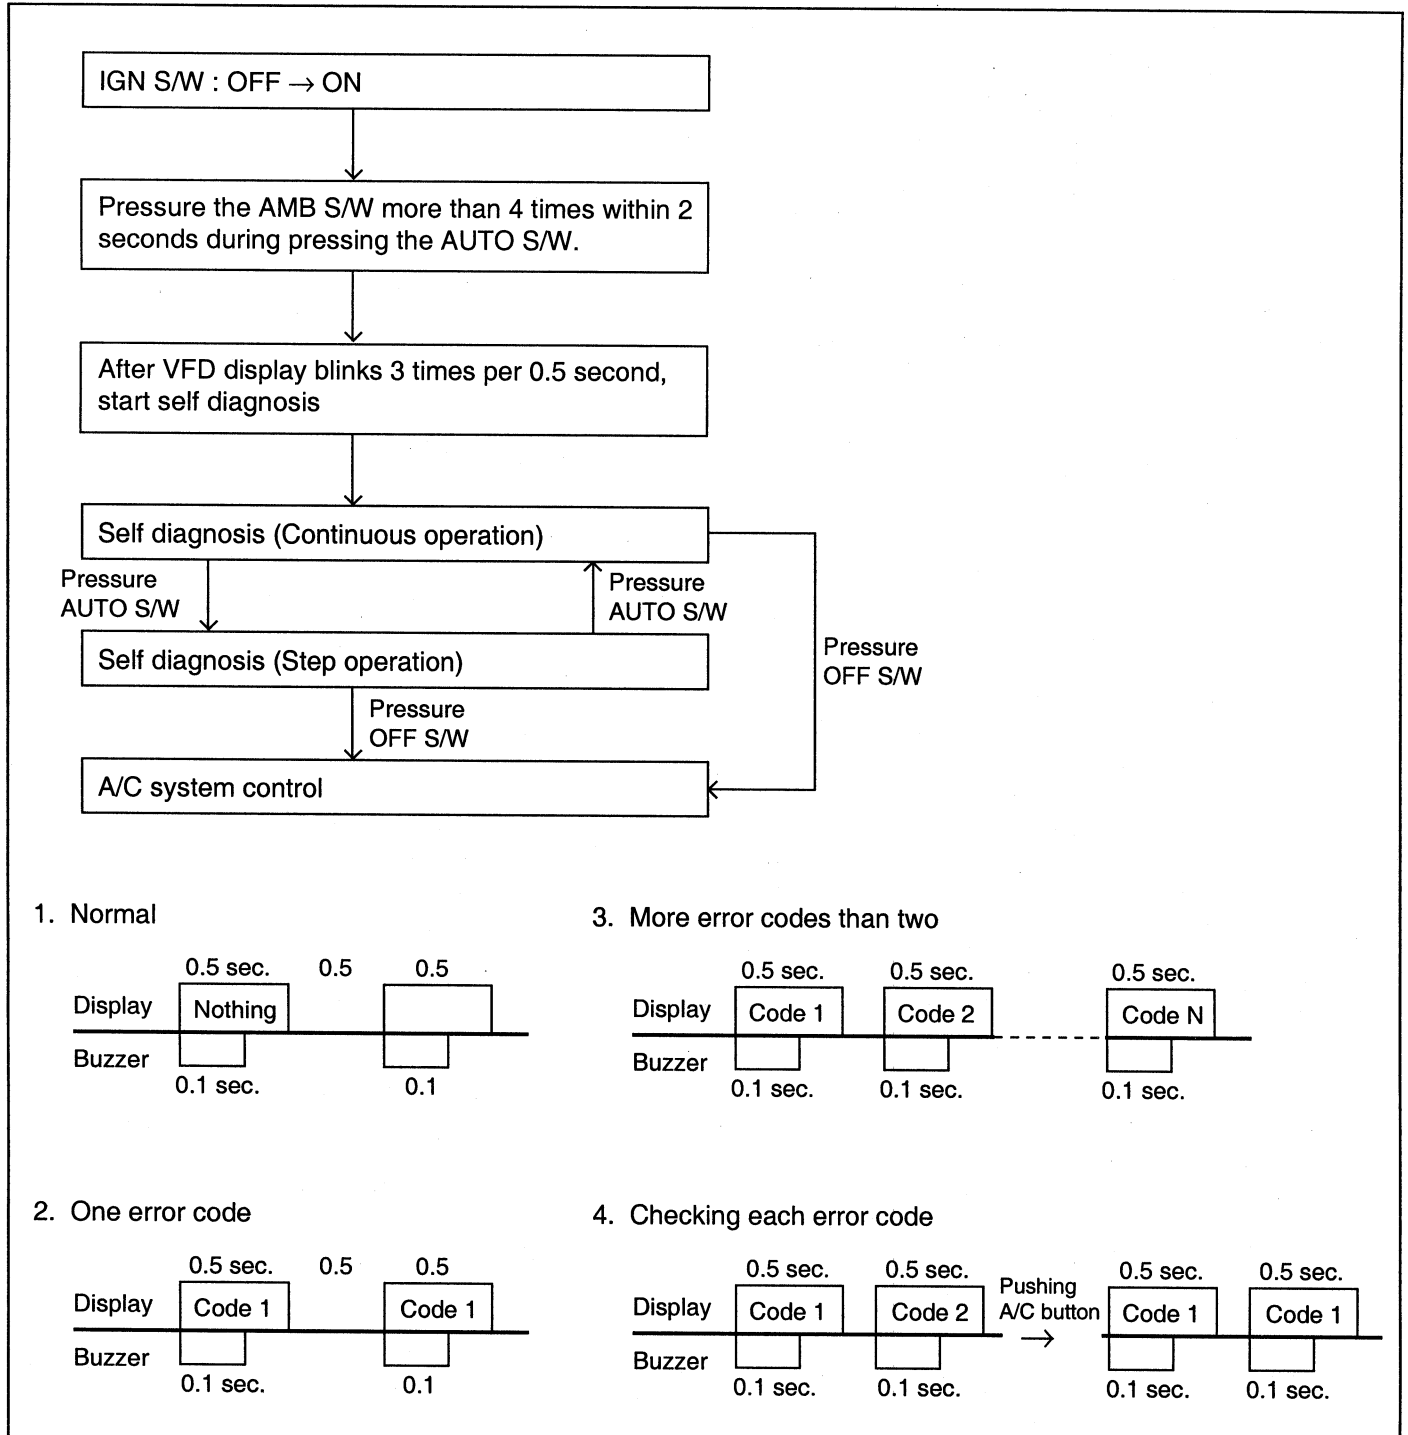 IGN S/W : OFF → ON
Pressure the AMB S/W more than 4 times within 2
seconds during pressing the AUTO S/W.
After VFD display blinks 3 times per 0.5 second,
start self diagnosis
Self diagnosis (Continuous operation)
Pressure
AUTO S/W
Pressure
AUTO S/W
Self diagnosis (Step operation)
Pressure
OFF S/W
Pressure
OFF S/W
A/C system control
1. Normal
0.5 sec. 0.5 0.5
Display Nothing
Buzzer
0.1 sec. 0.1
3. More error codes than two
0.5 sec. 0.5 sec. 0.5 sec.
Display Code 1 Code 2 Code N
Buzzer
0.1 sec. 0.1 sec. 0.1 sec.
2. One error code
0.5 sec. 0.5 0.5
Display Code 1 Code 1
Buzzer
0.1 sec. 0.1
4. Checking each error code
0.5 sec. 0.5 sec. 0.5 sec. 0.5 sec.
Pushing
A/C button
→
Display Code 1 Code 2 Code 1 Code 1
Buzzer
0.1 sec. 0.1 sec. 0.1 sec. 0.1 sec.